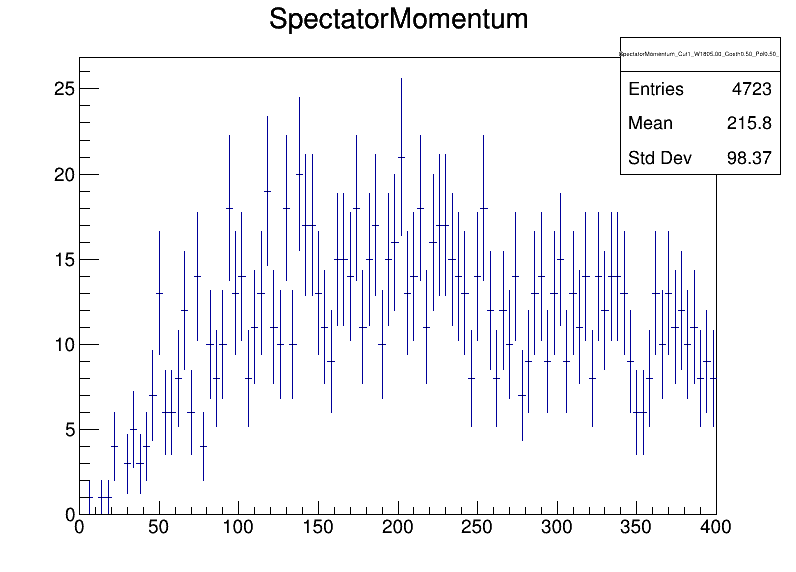 SpectatorMomentum
SpectatorMomentum_Cut1_W1805.00_Costh0.50_Pol0.50_
Entries 4723
Mean 215.8
Std Dev 98.37
25
20
15
10
5
0
0 50 100 150 200 250 300 350 400